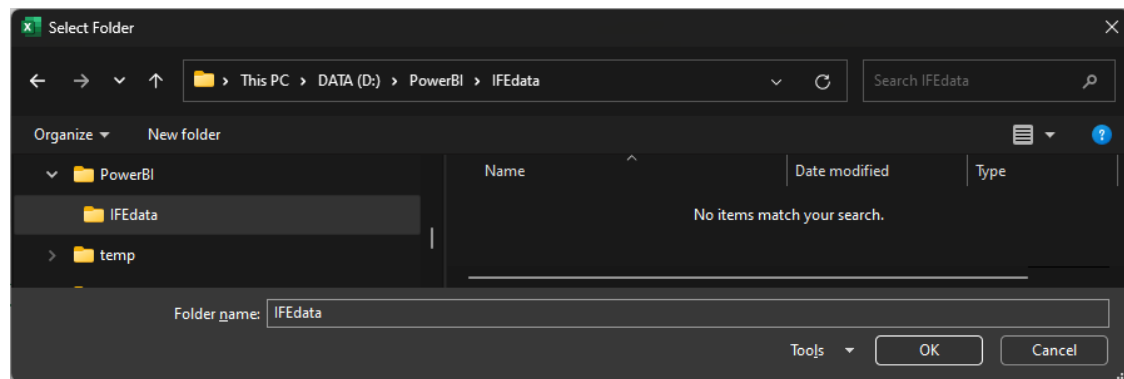 Select Folder
This PC > DATA (D:) > PowerBI > IFEdata
Search IFEdata
Organize New folder
?
PowerBI
IFEdata
temp
Name Date modified Type
No items match your search.
Folder name: IFEdata
Tools OK Cancel